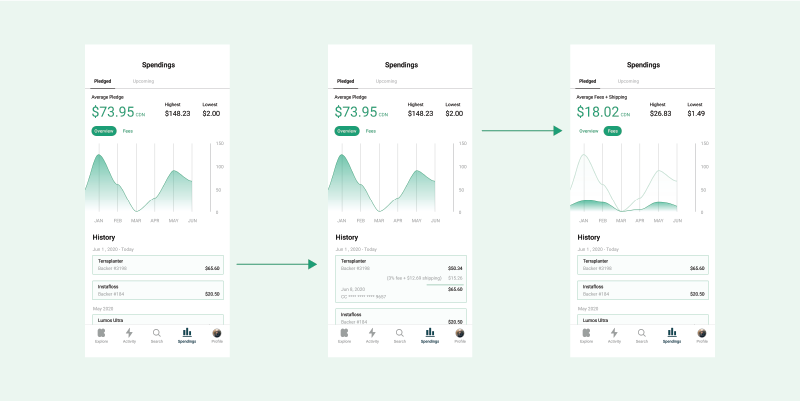 Spendings
Pledged Upcoming
Average Pledge
$73.95 CDN
Highest
$148.23
Lowest
$2.00
Overview Fees
150
100
50
0
JAN FEB MAR APR MAY JUN
History
Jun 1, 2020 - Today
Terraplanter
Backer #3198 $65.60
Instafloss
Backer #184 $20.50
May 2020
Lumos Ultra
Explore Activity Search Spendings Profile
Spendings
Pledged Upcoming
Average Pledge
$73.95 CDN
Highest
$148.23
Lowest
$2.00
Overview Fees
150
100
50
0
JAN FEB MAR APR MAY JUN
History
Jun 1, 2020 - Today
Terraplanter
Backer #3198 $50.34
(5% fee + $12.69 shipping) $15.26
Jun 8, 2020 $65.60
CC **** **** ****
Instafloss
Backer #184 $20.50
Explore Activity Search Spendings Profile
Spendings
Pledged Upcoming
Average Fees + Shipping
$18.02 CDN
Highest
$26.83
Lowest
$1.49
Overview Fees
150
100
50
0
JAN FEB MAR APR MAY JUN
History
Jun 1, 2020 - Today
Terraplanter
Backer #3198 $65.60
Instafloss
Backer #184 $20.50
May 2020
Lumos Ultra
Explore Activity Search Spendings Profile